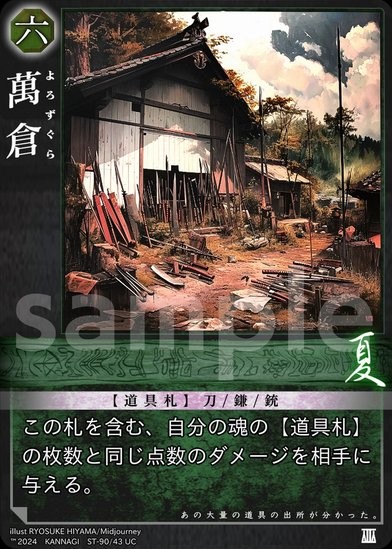 六
萬倉
よろずぐら
sample
夏
【道具札】 刀/鎌/銃
この札を含む、自分の魂の【道具札】
の枚数と同じ点数のダメージを相手に
与える。
あの大量の道具の出所が分かった。
illust RYOSUKE HIYAMA/Midjourney
™2024 KANNAGI ST-90/43 UC